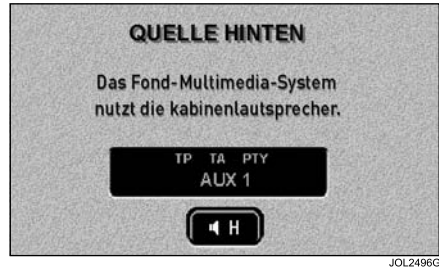 QUELLE HINTEN
Das Fond-Multimedia-System
nutzt die kabinenlautsprecher.
TP TA PTY
AUX 1
H
JOL2496G